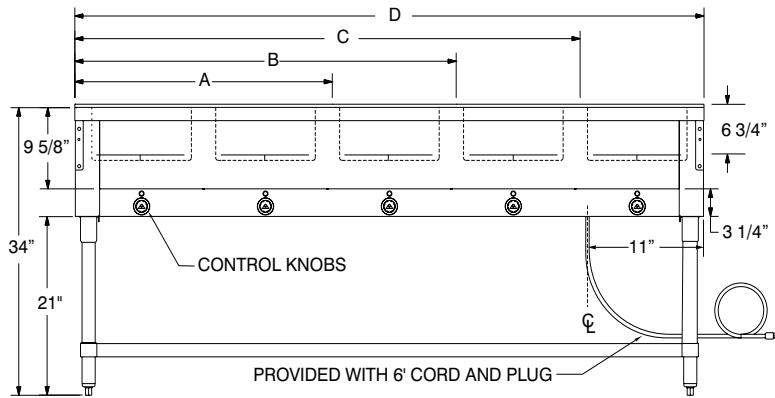 D
C
B
A
9 5/8”
6 3/4”
34”
21"
3 1/4”
11”
CONTROL KNOBS
℄
PROVIDED WITH 6' CORD AND PLUG